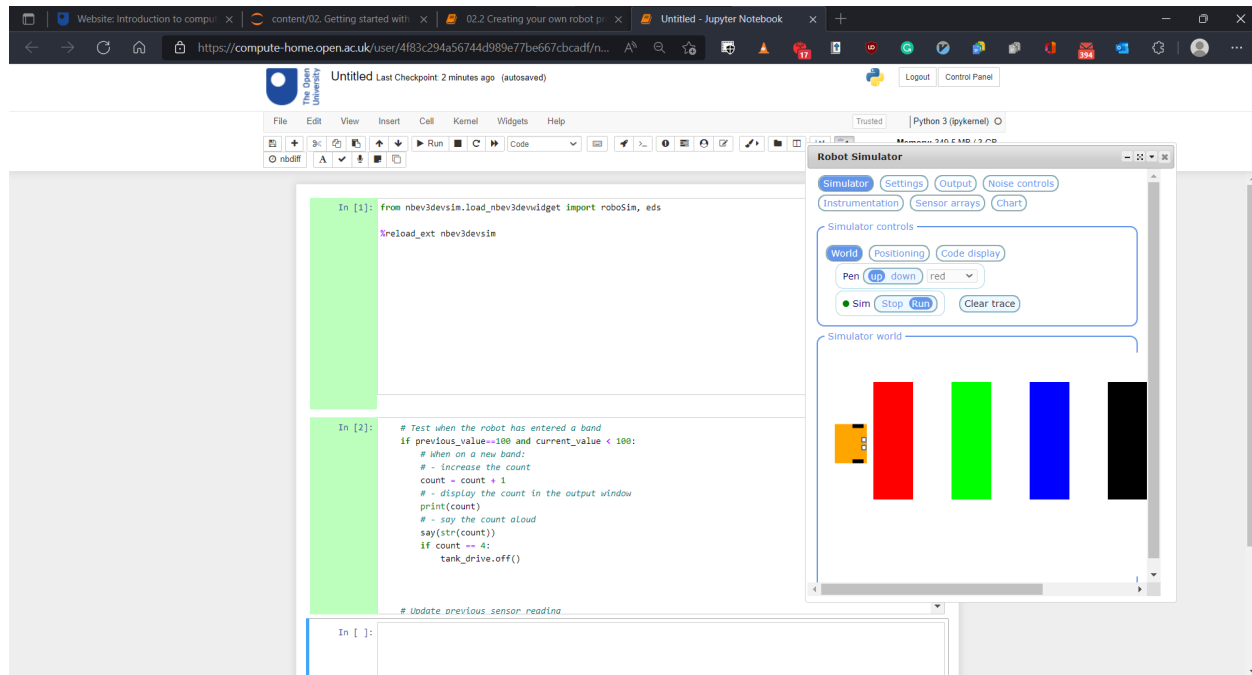 Website: Introduction to comput
content/02. Getting started with
02.2 Creating your own robot pr
Untitled - Jupyter Notebook
https://compute-home.open.ac.uk/user/4f83c294a56744d989e77be667cbcadf/n...
17
394
The Open University
Untitled Last Checkpoint: 2 minutes ago (autosaved)
Logout Control Panel
File Edit View Insert Cell Kernel Widgets Help
Trusted Python 3 (ipykernel)
Run Code
nbdiff
Robot Simulator
Simulator Settings Output Noise controls
Instrumentation Sensor arrays Chart
Simulator controls
World Positioning Code display
Pen up down red
Sim Stop Run Clear trace
Simulator world
In [1]: from nbev3devsim.load_nbev3devwidget import roboSim, eds
%reload_ext nbev3devsim
In [2]: # Test when the robot has entered a band
if previous_value==100 and current_value < 100:
# When on a new band:
# - increase the count
count = count + 1
# - display the count in the output window
print(count)
# - say the count aloud
say(str(count))
if count == 4:
tank_drive.off()
# Update previous sensor reading
In [ ]: